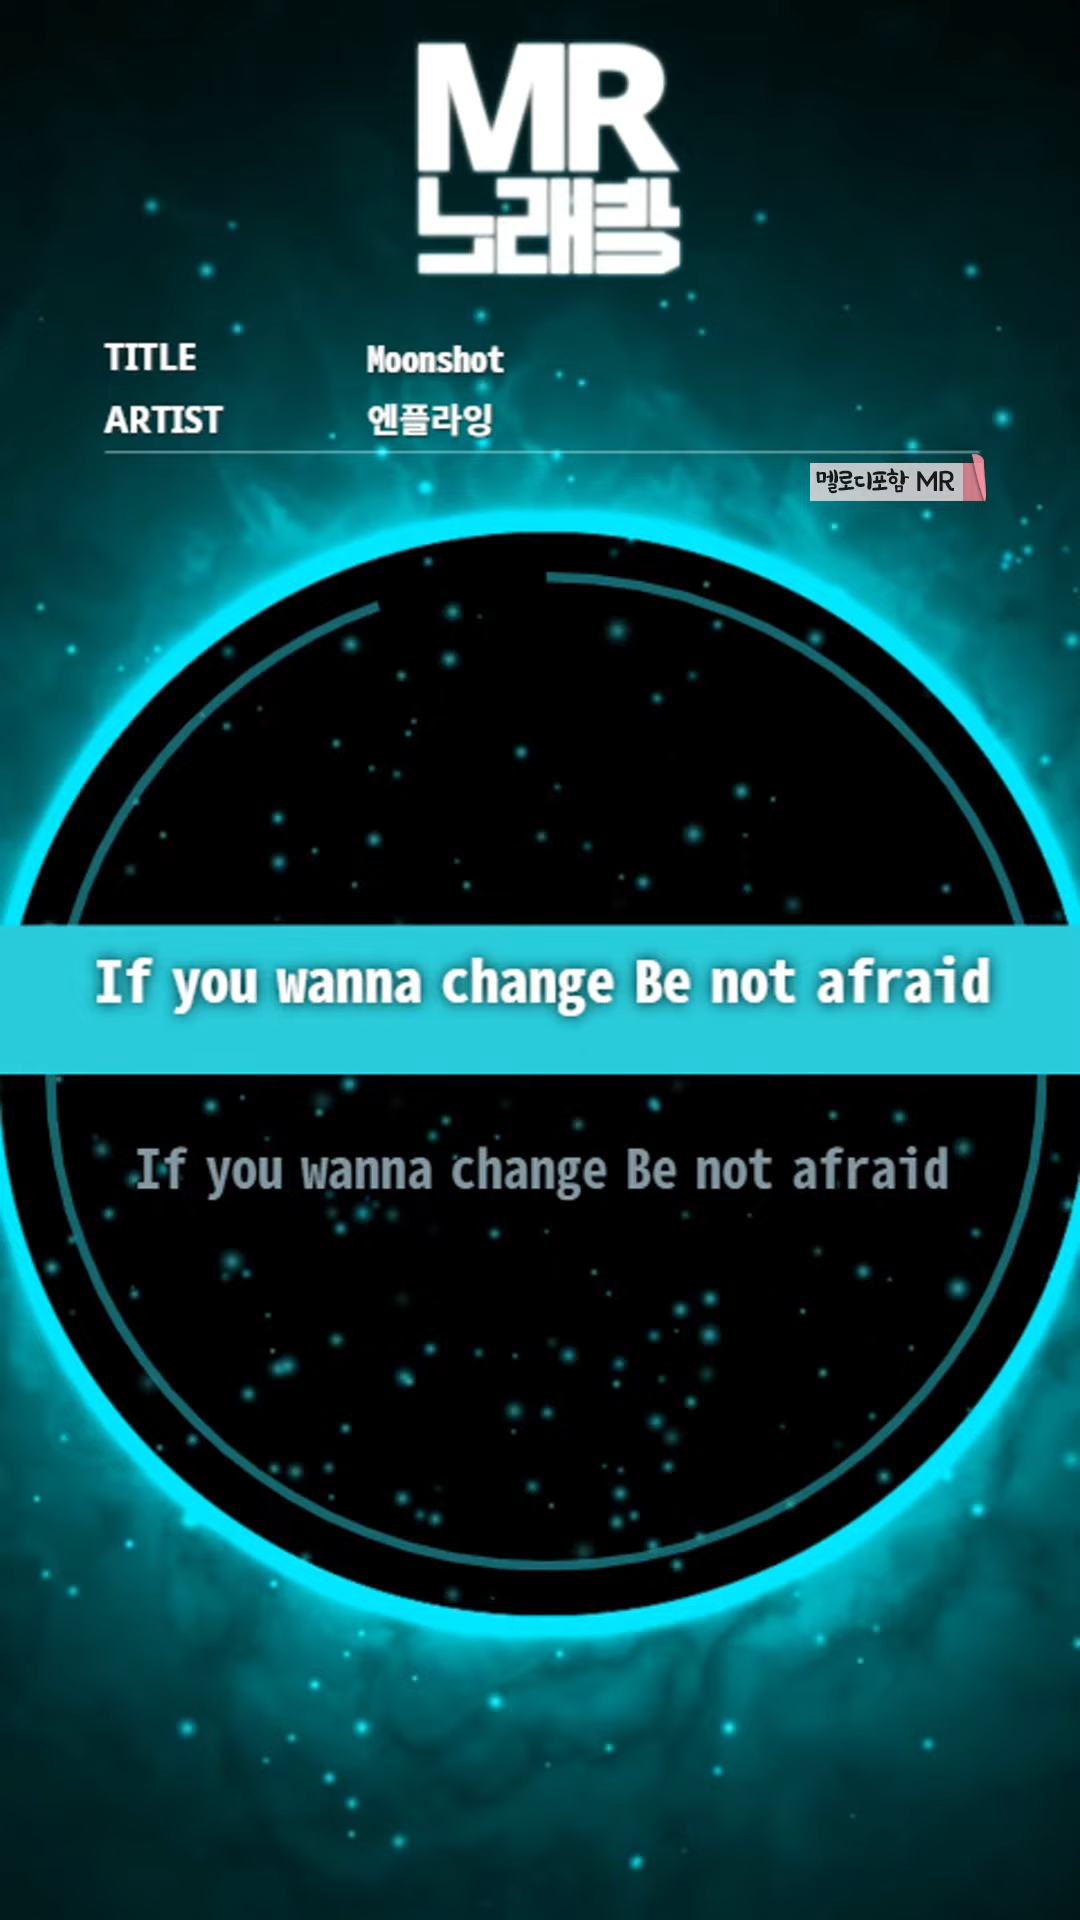 MR
노래방
TITLE Moonshot
ARTIST 엔플라잉
멜로디포함 MR
If you wanna change Be not afraid
If you wanna change Be not afraid